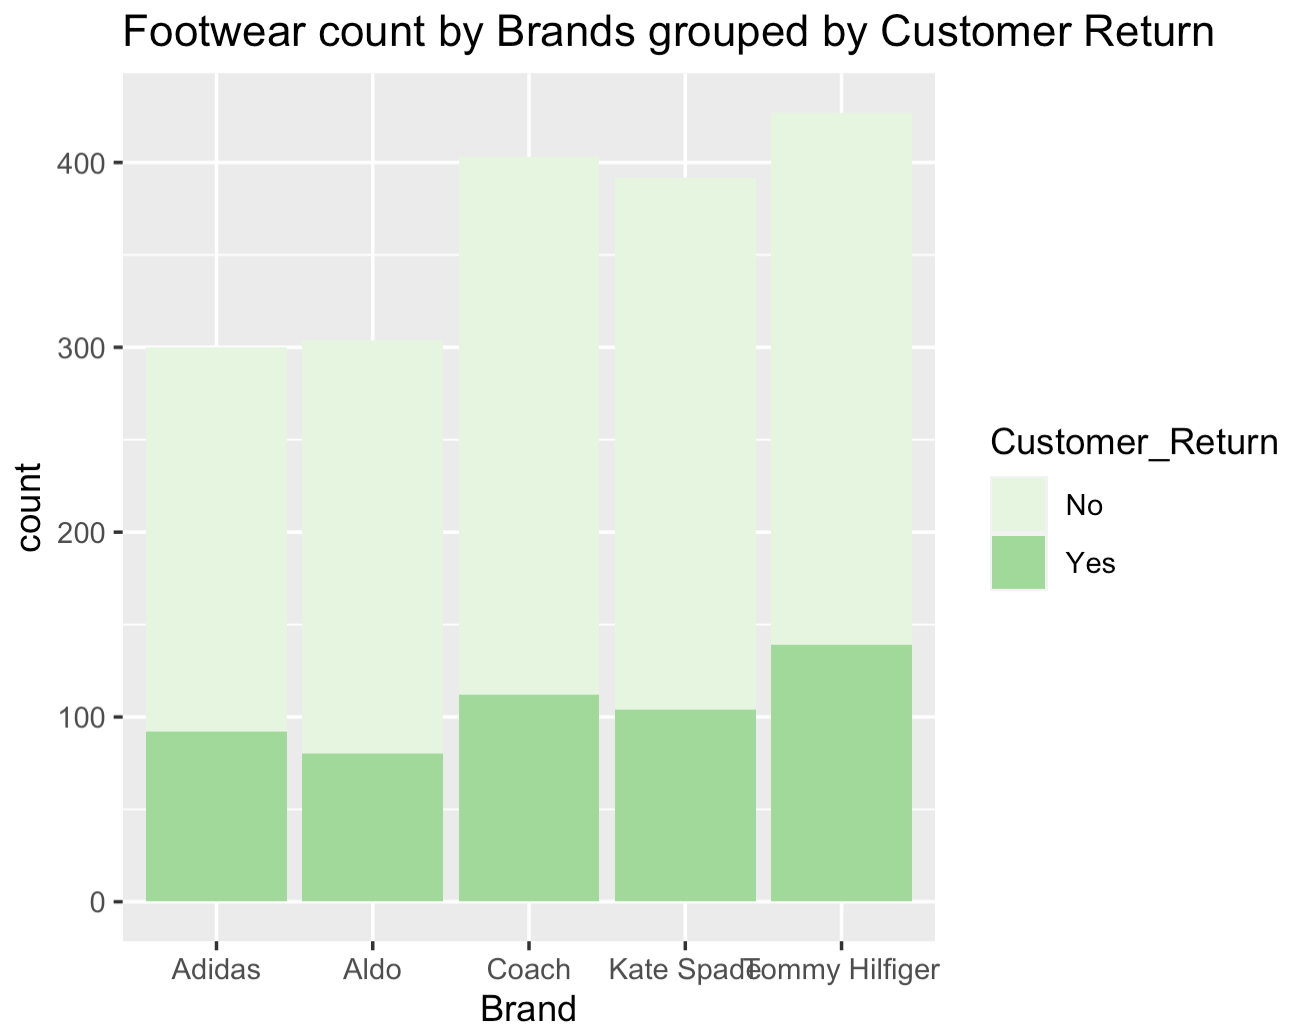 Footwear count by Brands grouped by Customer Return
400
300
200
100
0
count
Adidas Aldo Coach Kate Spade Tommy Hilfiger
Brand
Customer_Return
No
Yes